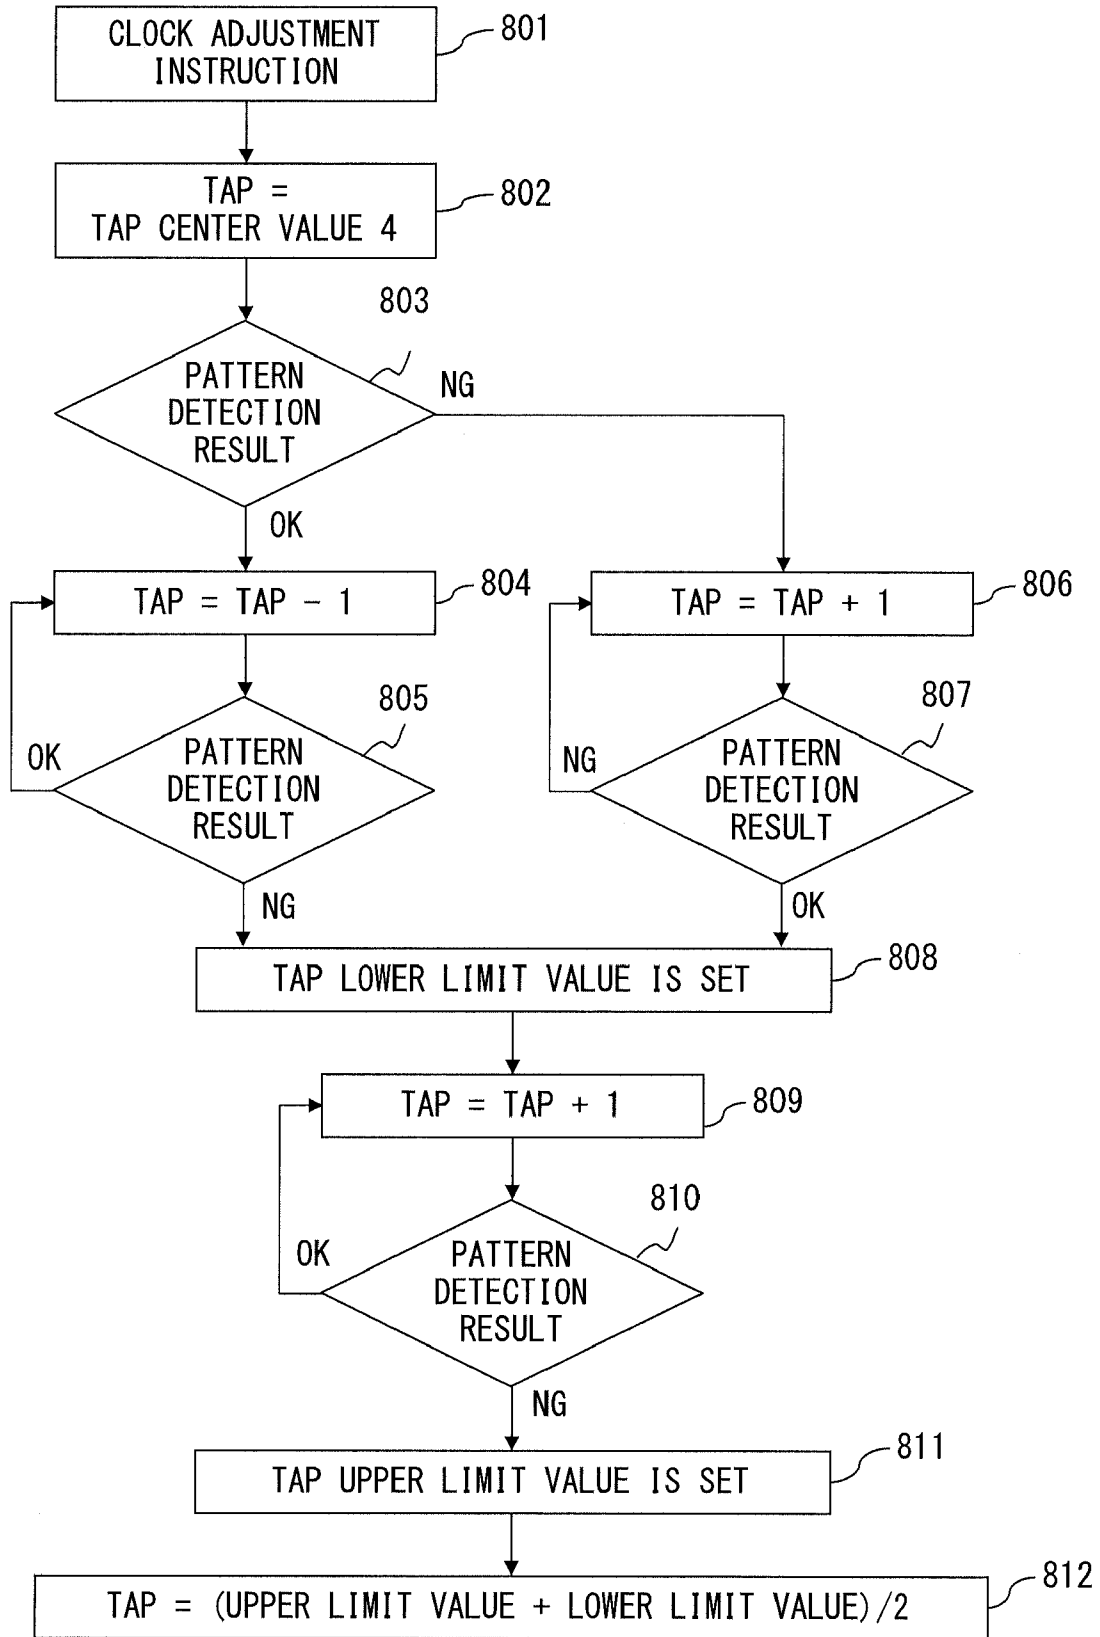 CLOCK ADJUSTMENT
INSTRUCTION
801
TAP =
TAP CENTER VALUE 4
802
803
PATTERN
DETECTION
RESULT
NG
OK
TAP = TAP - 1
804
TAP = TAP + 1
806
805
PATTERN
DETECTION
RESULT
OK
NG
807
PATTERN
DETECTION
RESULT
NG
OK
TAP LOWER LIMIT VALUE IS SET
808
TAP = TAP + 1
809
810
PATTERN
DETECTION
RESULT
OK
NG
TAP UPPER LIMIT VALUE IS SET
811
TAP = (UPPER LIMIT VALUE + LOWER LIMIT VALUE)/2
812